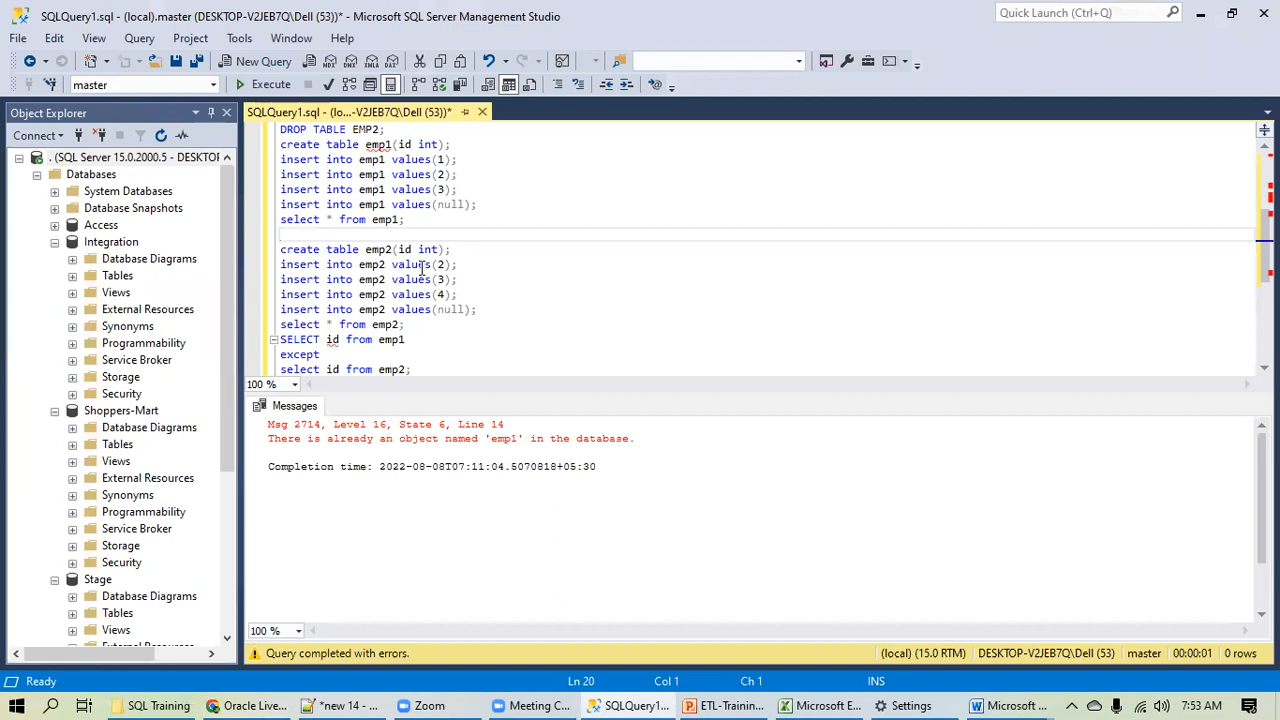 SQLQuery1.sql - (local).master (DESKTOP-V2JEB7Q\Dell (53))* - Microsoft SQL Server Management Studio
Quick Launch (Ctrl+Q)
File Edit View Query Project Tools Window Help
New Query
master
Execute
Object Explorer
Connect
. (SQL Server 15.0.2000.5 - DESKTOP
Databases
System Databases
Database Snapshots
Access
Integration
Database Diagrams
Tables
Views
External Resources
Synonyms
Programmability
Service Broker
Storage
Security
Shoppers-Mart
Database Diagrams
Tables
Views
External Resources
Synonyms
Programmability
Service Broker
Storage
Security
Stage
Database Diagrams
Tables
Views
External Resources
SQLQuery1.sql - (lo...-V2JEB7Q\Dell (53))*
DROP TABLE EMP2;
create table emp1(id int);
insert into emp1 values(1);
insert into emp1 values(2);
insert into emp1 values(3);
insert into emp1 values(null);
select * from emp1;
create table emp2(id int);
insert into emp2 values(2);
insert into emp2 values(3);
insert into emp2 values(4);
insert into emp2 values(null);
select * from emp2;
SELECT id from emp1
except
select id from emp2;
100 %
Messages
Msg 2714, Level 16, State 6, Line 14
There is already an object named 'emp1' in the database.
Completion time: 2022-08-08T07:11:04.5070818+05:30
100 %
Query completed with errors.
(local) (15.0 RTM) DESKTOP-V2JEB7Q\Dell (53) master 00:00:01 0 rows
Ready
Ln 20 Col 1 Ch 1 INS
SQL Training
Oracle Live...
*new 14 - ...
Zoom
Meeting C...
SQLQuery1...
ETL-Trainin...
Microsoft E...
Settings
Microsoft ...
7:53 AM